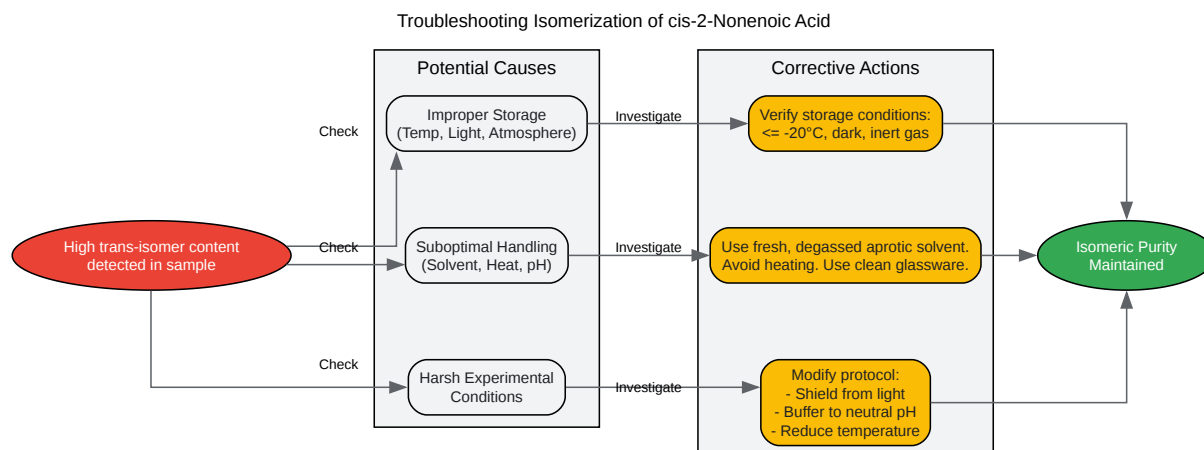 Troubleshooting Isomerization of cis-2-Nonenoic Acid
Potential Causes
Corrective Actions
Check
Improper Storage
(Temp, Light, Atmosphere)
Investigate
Verify storage conditions:
<= -20°C, dark, inert gas
High trans-isomer content
detected in sample
Check
Suboptimal Handling
(Solvent, Heat, pH)
Investigate
Use fresh, degassed aprotic solvent.
Avoid heating. Use clean glassware.
Isomeric Purity
Maintained
Check
Harsh Experimental
Conditions
Investigate
Modify protocol:
- Shield from light
- Buffer to neutral pH
- Reduce temperature